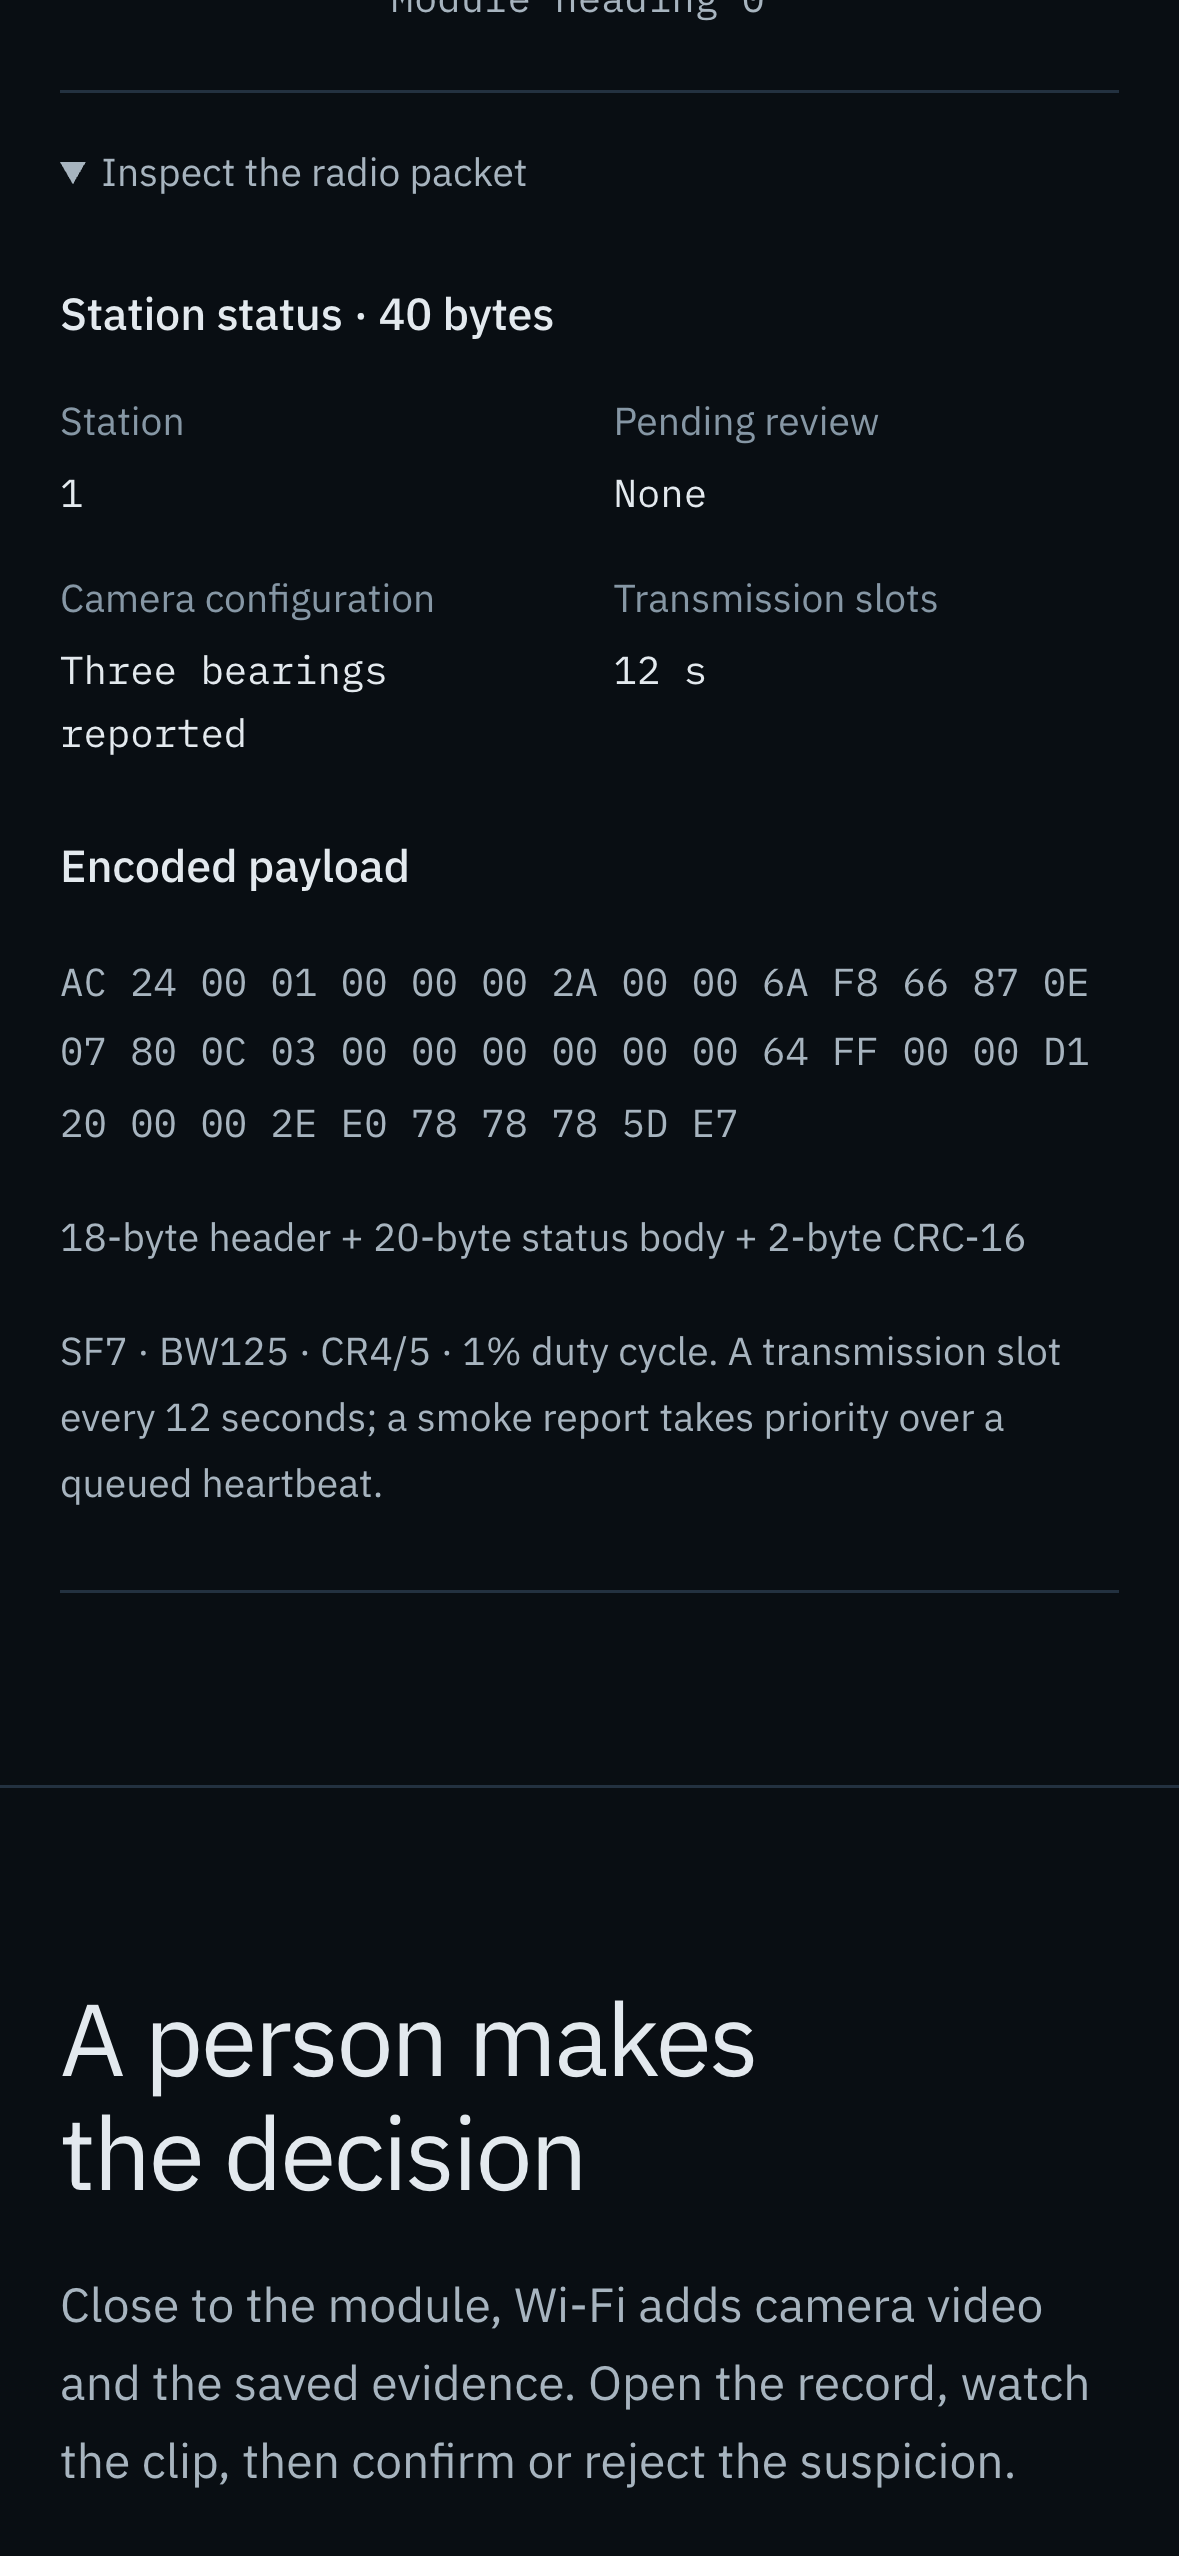 Module heading 0
▼ Inspect the radio packet
Station status · 40 bytes
Station
Pending review
1
None
Camera configuration
Transmission slots
Three bearings
reported
12 s
Encoded payload
AC 24 00 01 00 00 00 2A 00 00 6A F8 66 87 0E
07 80 0C 03 00 00 00 00 00 00 64 FF 00 00 D1
20 00 00 2E E0 78 78 78 5D E7
18-byte header + 20-byte status body + 2-byte CRC-16
SF7 · BW125 · CR4/5 · 1% duty cycle. A transmission slot
every 12 seconds; a smoke report takes priority over a
queued heartbeat.
A person makes
the decision
Close to the module, Wi-Fi adds camera video
and the saved evidence. Open the record, watch
the clip, then confirm or reject the suspicion.